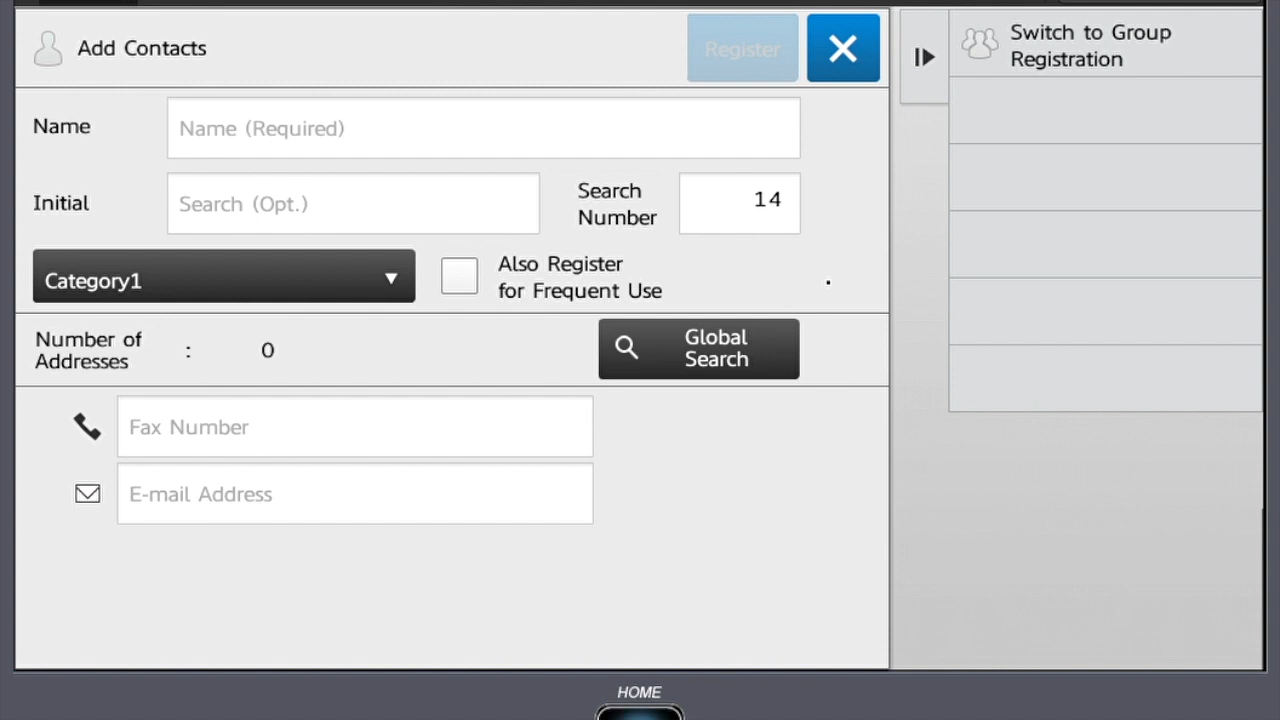 Add Contacts
Register
Switch to Group
Registration
Name
Name (Required)
Initial
Search (Opt.)
Search
Number
14
Category1
Also Register
for Frequent Use
Number of
Addresses : 0
Global
Search
Fax Number
E-mail Address
HOME